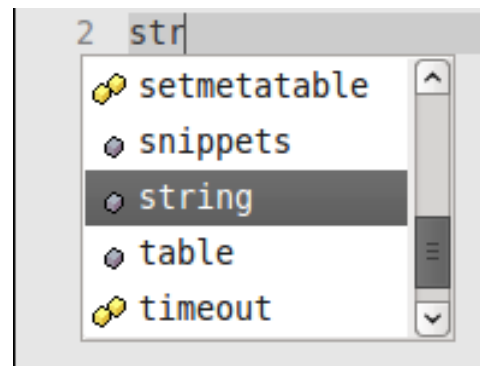 2 str
setmetatable
snippets
string
table
timeout